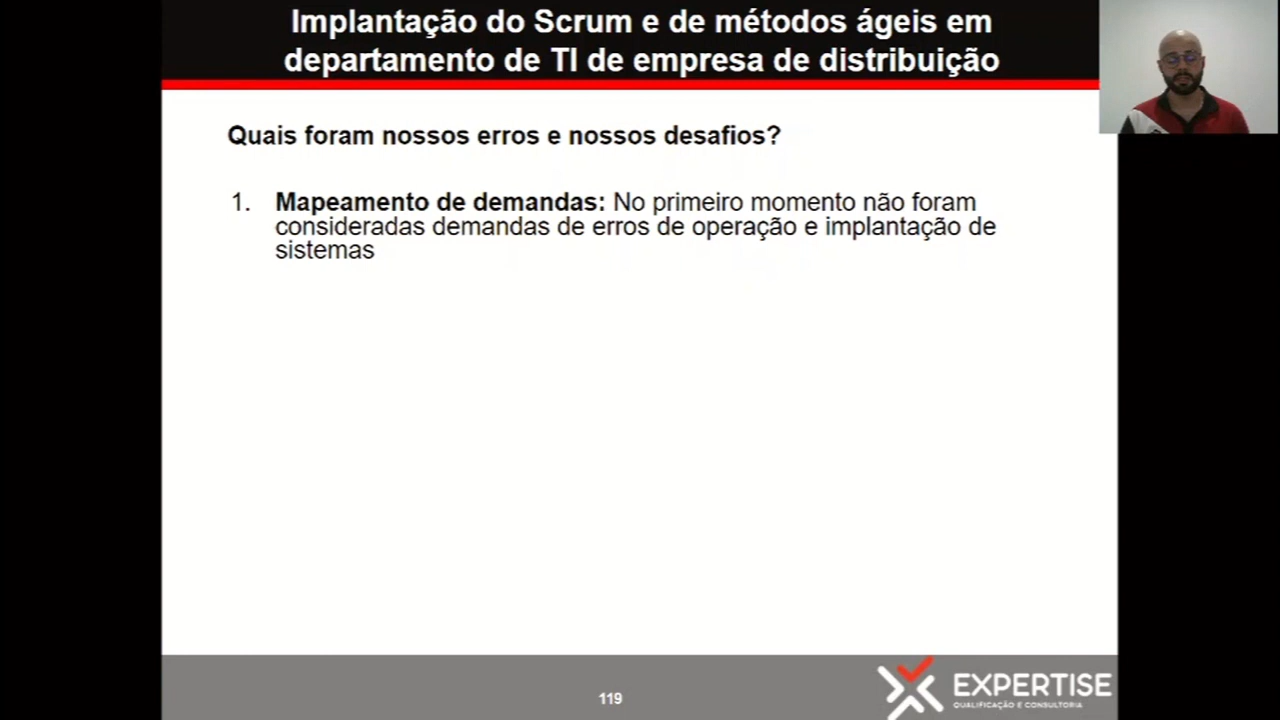 Implantação do Scrum e de métodos ágeis em
departamento de TI de empresa de distribuição
Quais foram nossos erros e nossos desafios?
1. Mapeamento de demandas: No primeiro momento não foram
consideradas demandas de erros de operação e implantação de
sistemas
119
EXPERTISE
QUALIFICAÇÃO E CONSULTORIA